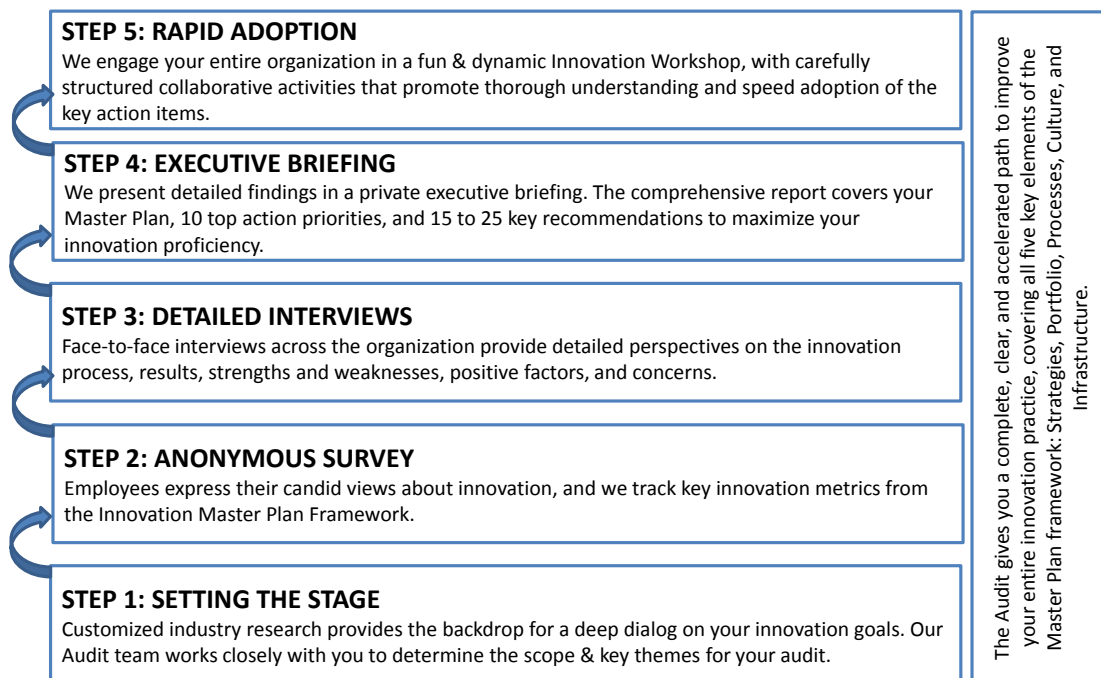 STEP 5: RAPID ADOPTION
We engage your entire organization in a fun & dynamic Innovation Workshop, with carefully
structured collaborative activities that promote thorough understanding and speed adoption of the
key action items.
STEP 4: EXECUTIVE BRIEFING
We present detailed findings in a private executive briefing. The comprehensive report covers your
Master Plan, 10 top action priorities, and 15 to 25 key recommendations to maximize your
innovation proficiency.
STEP 3: DETAILED INTERVIEWS
Face-to-face interviews across the organization provide detailed perspectives on the innovation
process, results, strengths and weaknesses, positive factors, and concerns.
STEP 2: ANONYMOUS SURVEY
Employees express their candid views about innovation, and we track key innovation metrics from
the Innovation Master Plan Framework.
STEP 1: SETTING THE STAGE
Customized industry research provides the backdrop for a deep dialog on your innovation goals. Our
Audit team works closely with you to determine the scope & key themes for your audit.
The Audit gives you a complete, clear, and accelerated path to improve
your entire innovation practice, covering all five key elements of the
Master Plan framework: Strategies, Portfolio, Processes, Culture, and
Infrastructure.